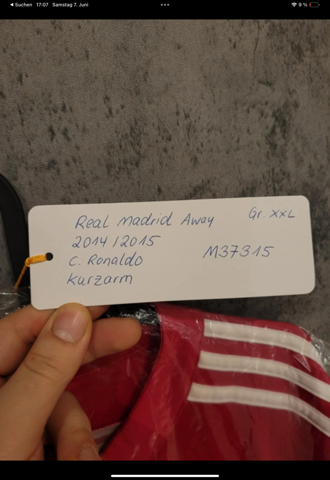 Suchen 17:07 Samstag 7. Juni 9 %
Real Madrid Away Gr. XXL
2014/2015
C. Ronaldo M37315
Kurzarm